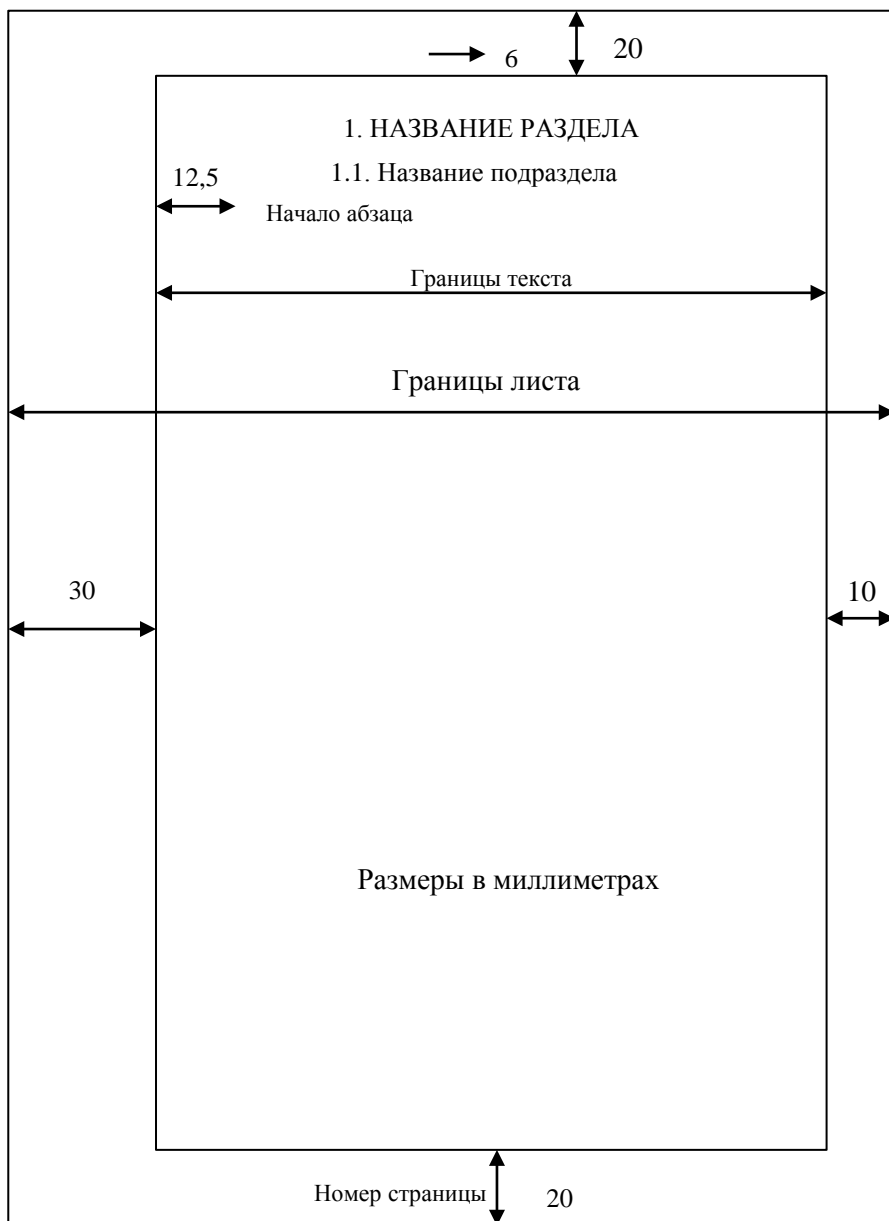 20
6
1. НАЗВАНИЕ РАЗДЕЛА
1.1. Название подраздела
12,5
Начало абзаца
Границы текста
Границы листа
30
10
Размеры в миллиметрах
Номер страницы
20